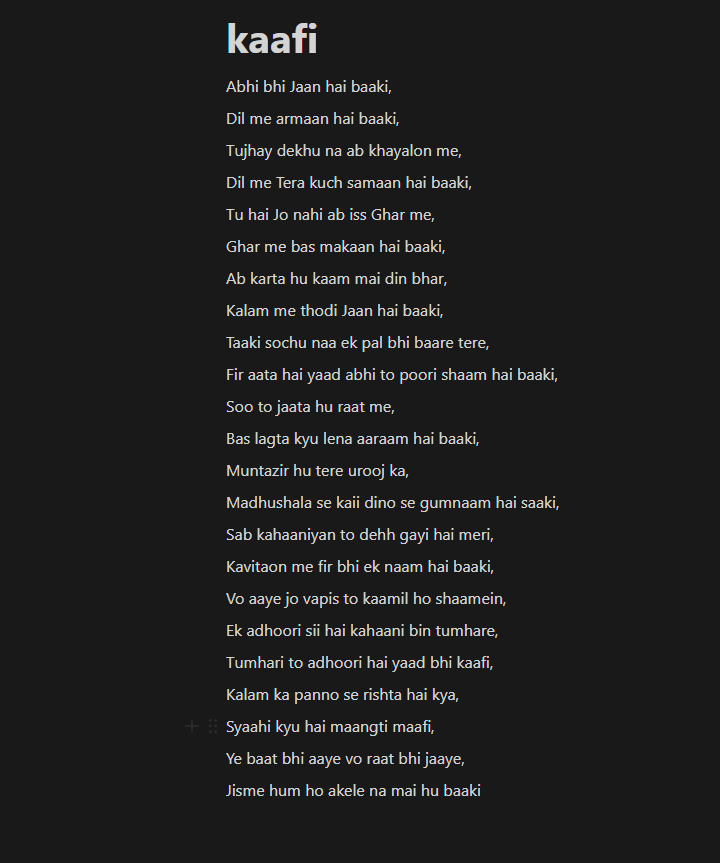 kaafi
Abhi bhi Jaan hai baaki,
Dil me armaan hai baaki,
Tujhay dekhu na ab khayalon me,
Dil me Tera kuch samaan hai baaki,
Tu hai Jo nahi ab iss Ghar me,
Ghar me bas makaan hai baaki,
Ab karta hu kaam mai din bhar,
Kalam me thodi Jaan hai baaki,
Taaki sochu naa ek pal bhi baare tere,
Fir aata hai yaad abhi to poori shaam hai baaki,
Soo to jaata hu raat me,
Bas lagta kyu lena aaraam hai baaki,
Muntazir hu tere urooj ka,
Madhushala se kaii dino se gumnaam hai saaki,
Sab kahaaniyan to dehh gayi hai meri,
Kavitaon me fir bhi ek naam hai baaki,
Vo aaye jo vapis to kaamil ho shaamein,
Ek adhoori sii hai kahaani bin tumhare,
Tumhari to adhoori hai yaad bhi kaafi,
Kalam ka panno se rishta hai kya,
Syaahi kyu hai maangti maafi,
Ye baat bhi aaye vo raat bhi jaaye,
Jisme hum ho akele na mai hu baaki